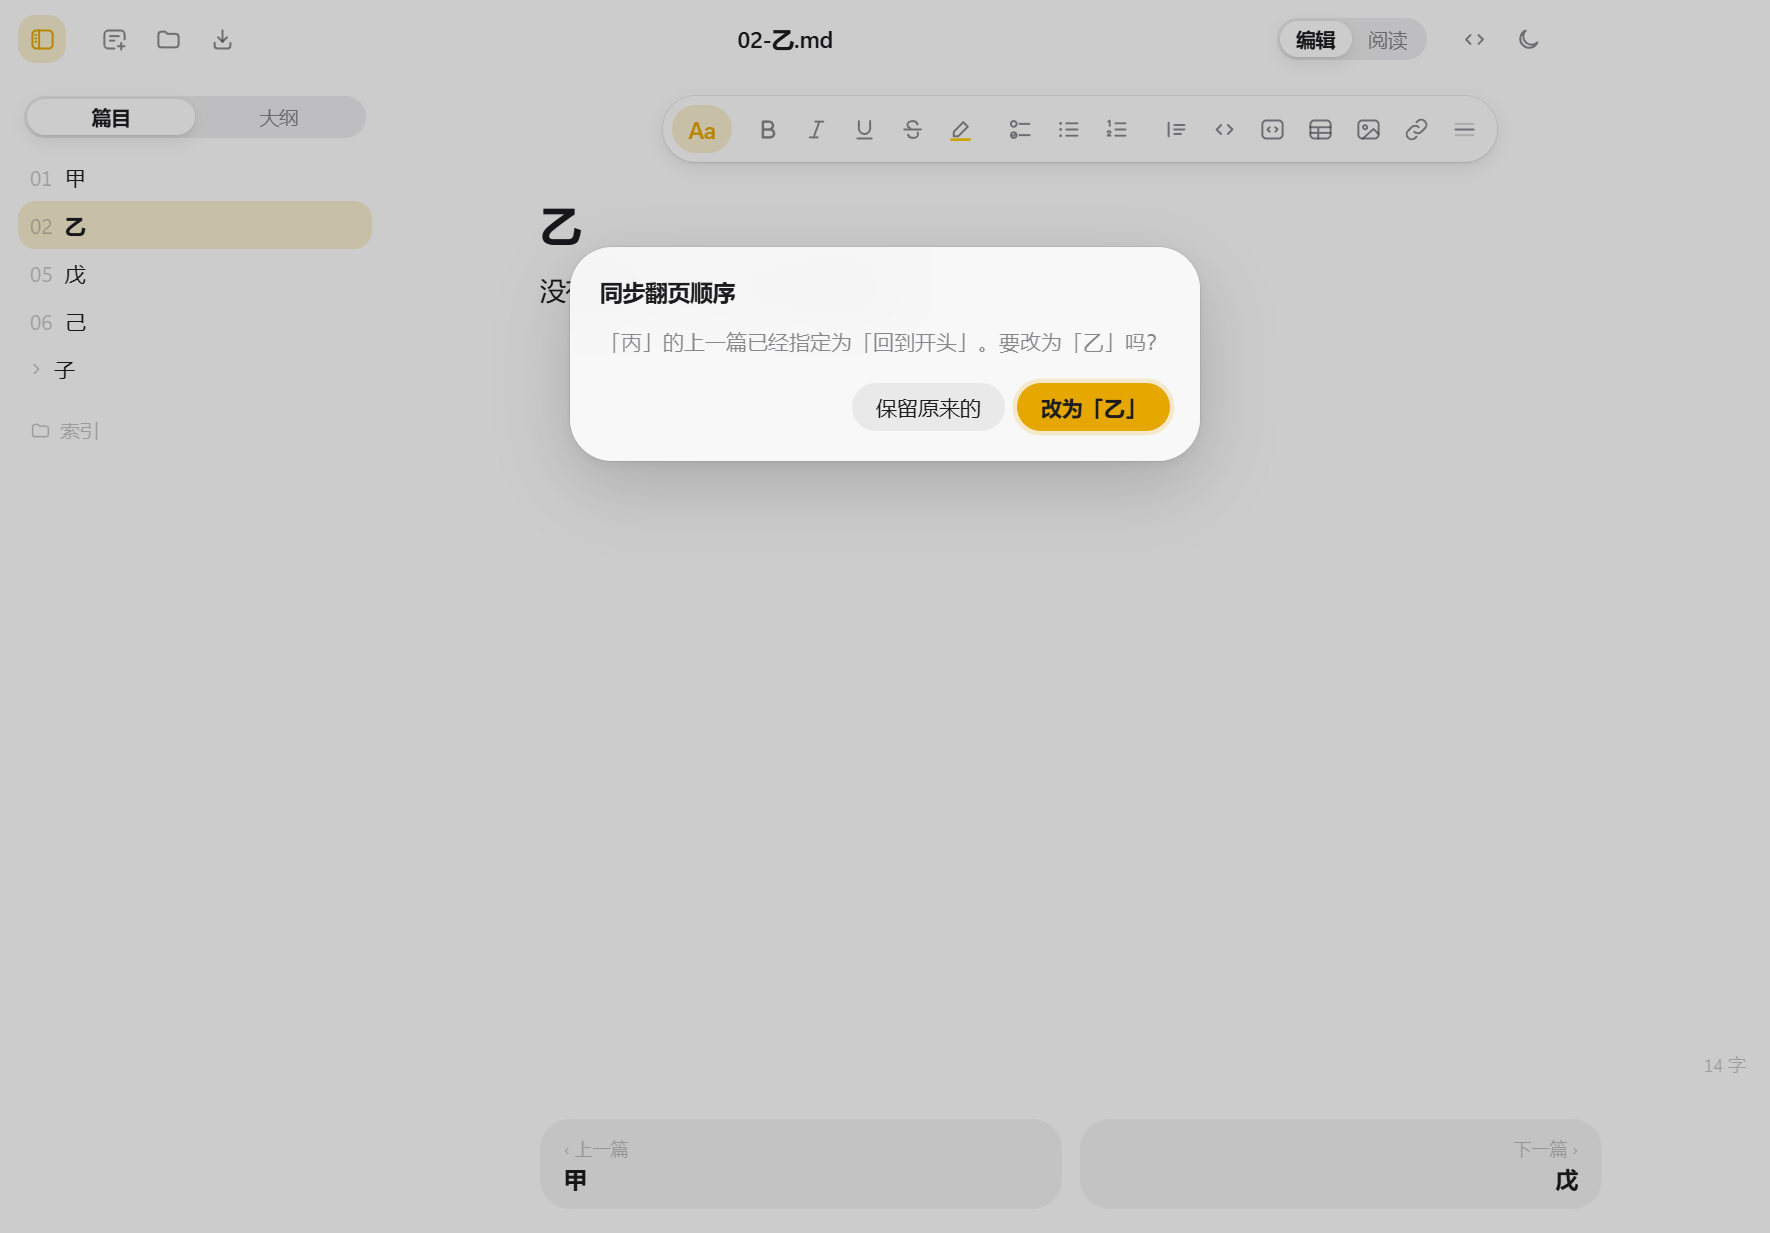 02-乙.md
编辑 阅读
篇目 大纲
Aa
01 甲
02 乙
05 戊
06 己
子
索引
乙
没
同步翻页顺序
「丙」的上一篇已经指定为「回到开头」。要改为「乙」吗?
保留原来的 改为「乙」
14 字
‹ 上一篇
甲
下一篇 ›
戊